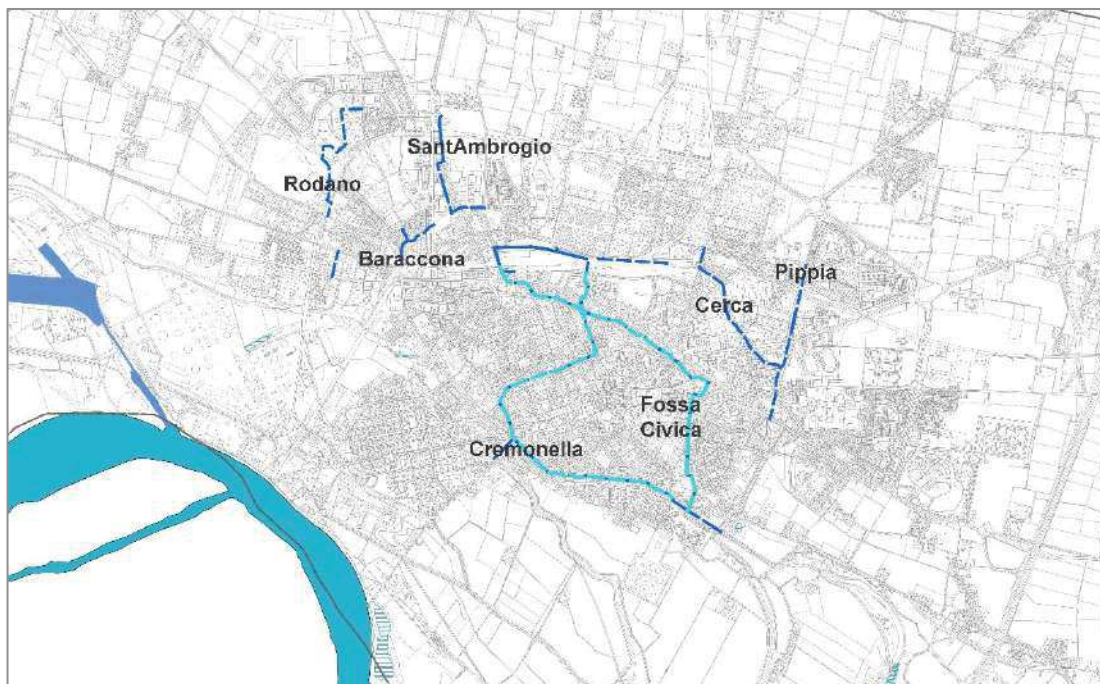 SantAmbrogio
Rodano
Baraccona
Pippia
Cerca
Fossa
Civica
Cremonella